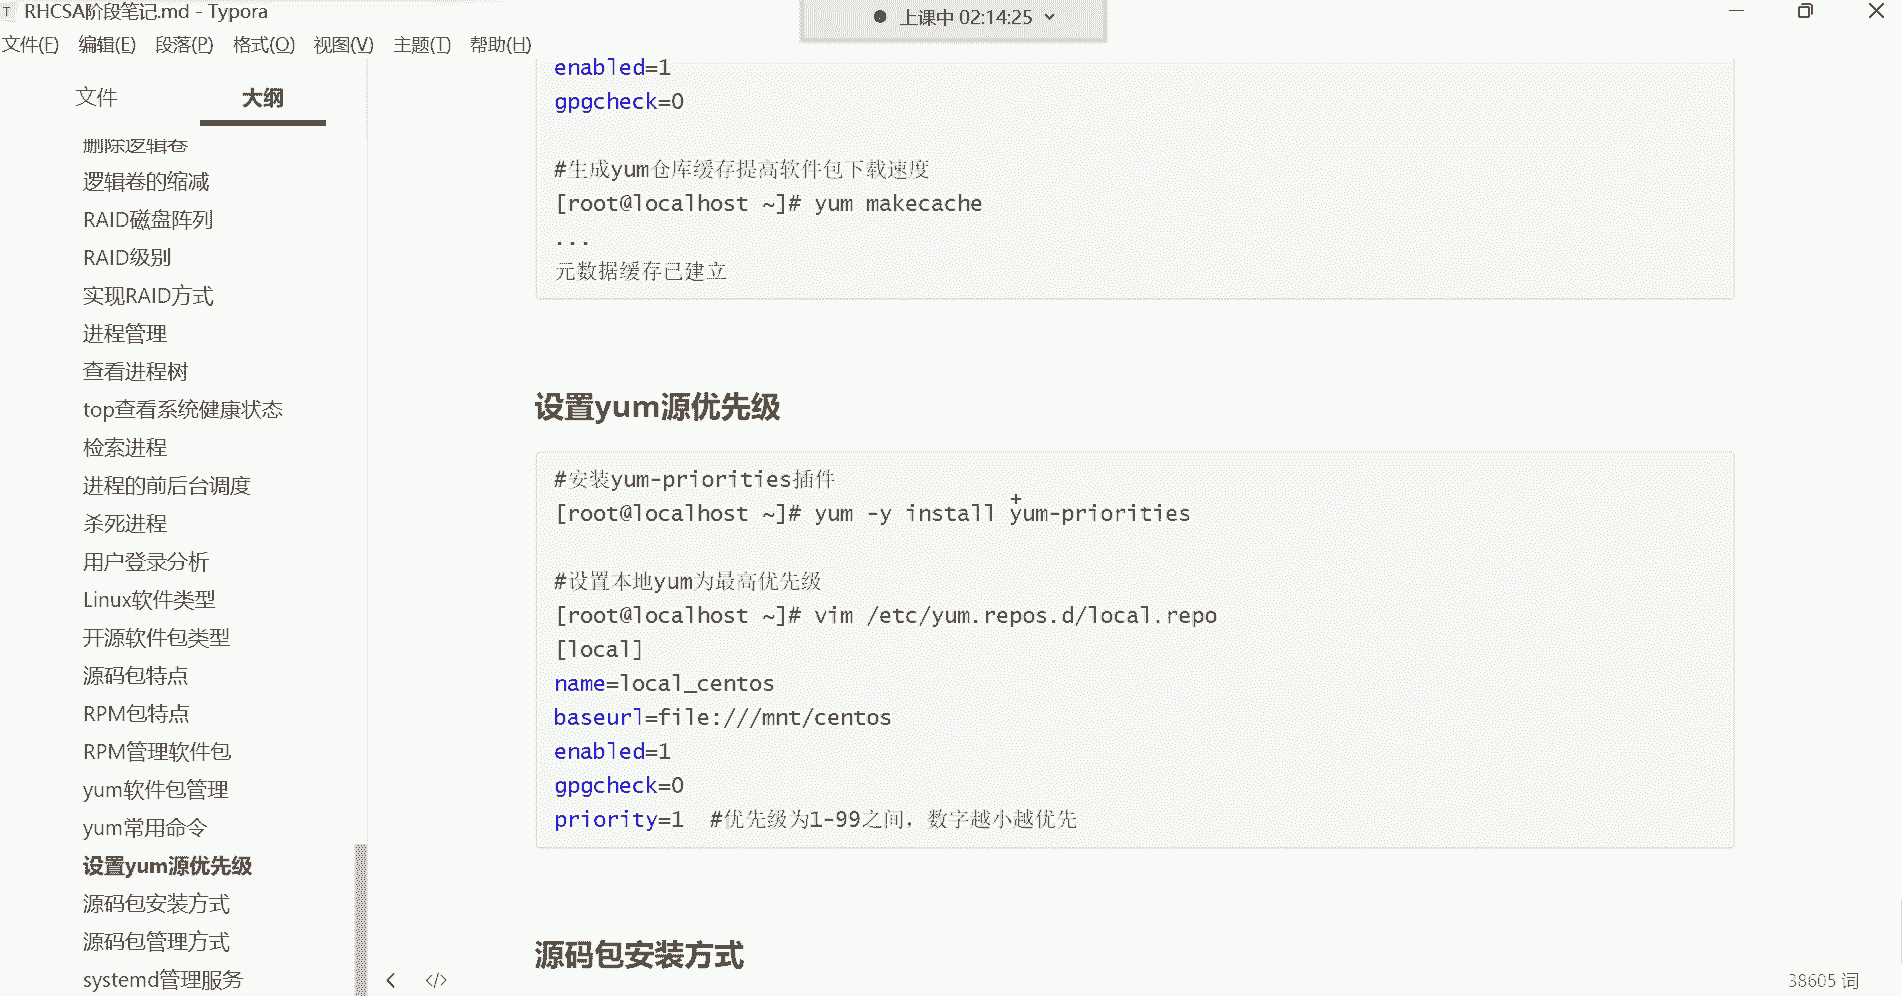 RHCSA阶段笔记.md - Typora
上课中 02:14:25
文件(F) 编辑(E) 段落(P) 格式(O) 视图(V) 主题(T) 帮助(H)
文件 大纲
删除逻辑卷
逻辑卷的缩减
RAID磁盘阵列
RAID级别
实现RAID方式
进程管理
查看进程树
top查看系统健康状态
检索进程
进程的前后台调度
杀死进程
用户登录分析
Linux软件类型
开源软件包类型
源码包特点
RPM包特点
RPM管理软件包
yum软件包管理
yum常用命令
设置yum源优先级
源码包安装方式
源码包管理方式
systemd管理服务
enabled=1
gpgcheck=0
#生成yum仓库缓存提高软件包下载速度
[root@localhost ~]# yum makecache
...
元数据缓存已建立
设置yum源优先级
#安装yum-priorities插件
[root@localhost ~]# yum -y install yum-priorities
#设置本地yum为最高优先级
[root@localhost ~]# vim /etc/yum.repos.d/local.repo
[local]
name=local_centos
baseurl=file:///mnt/centos
enabled=1
gpgcheck=0
priority=1  #优先级为1-99之间，数字越小越优先
源码包安装方式
38605 词